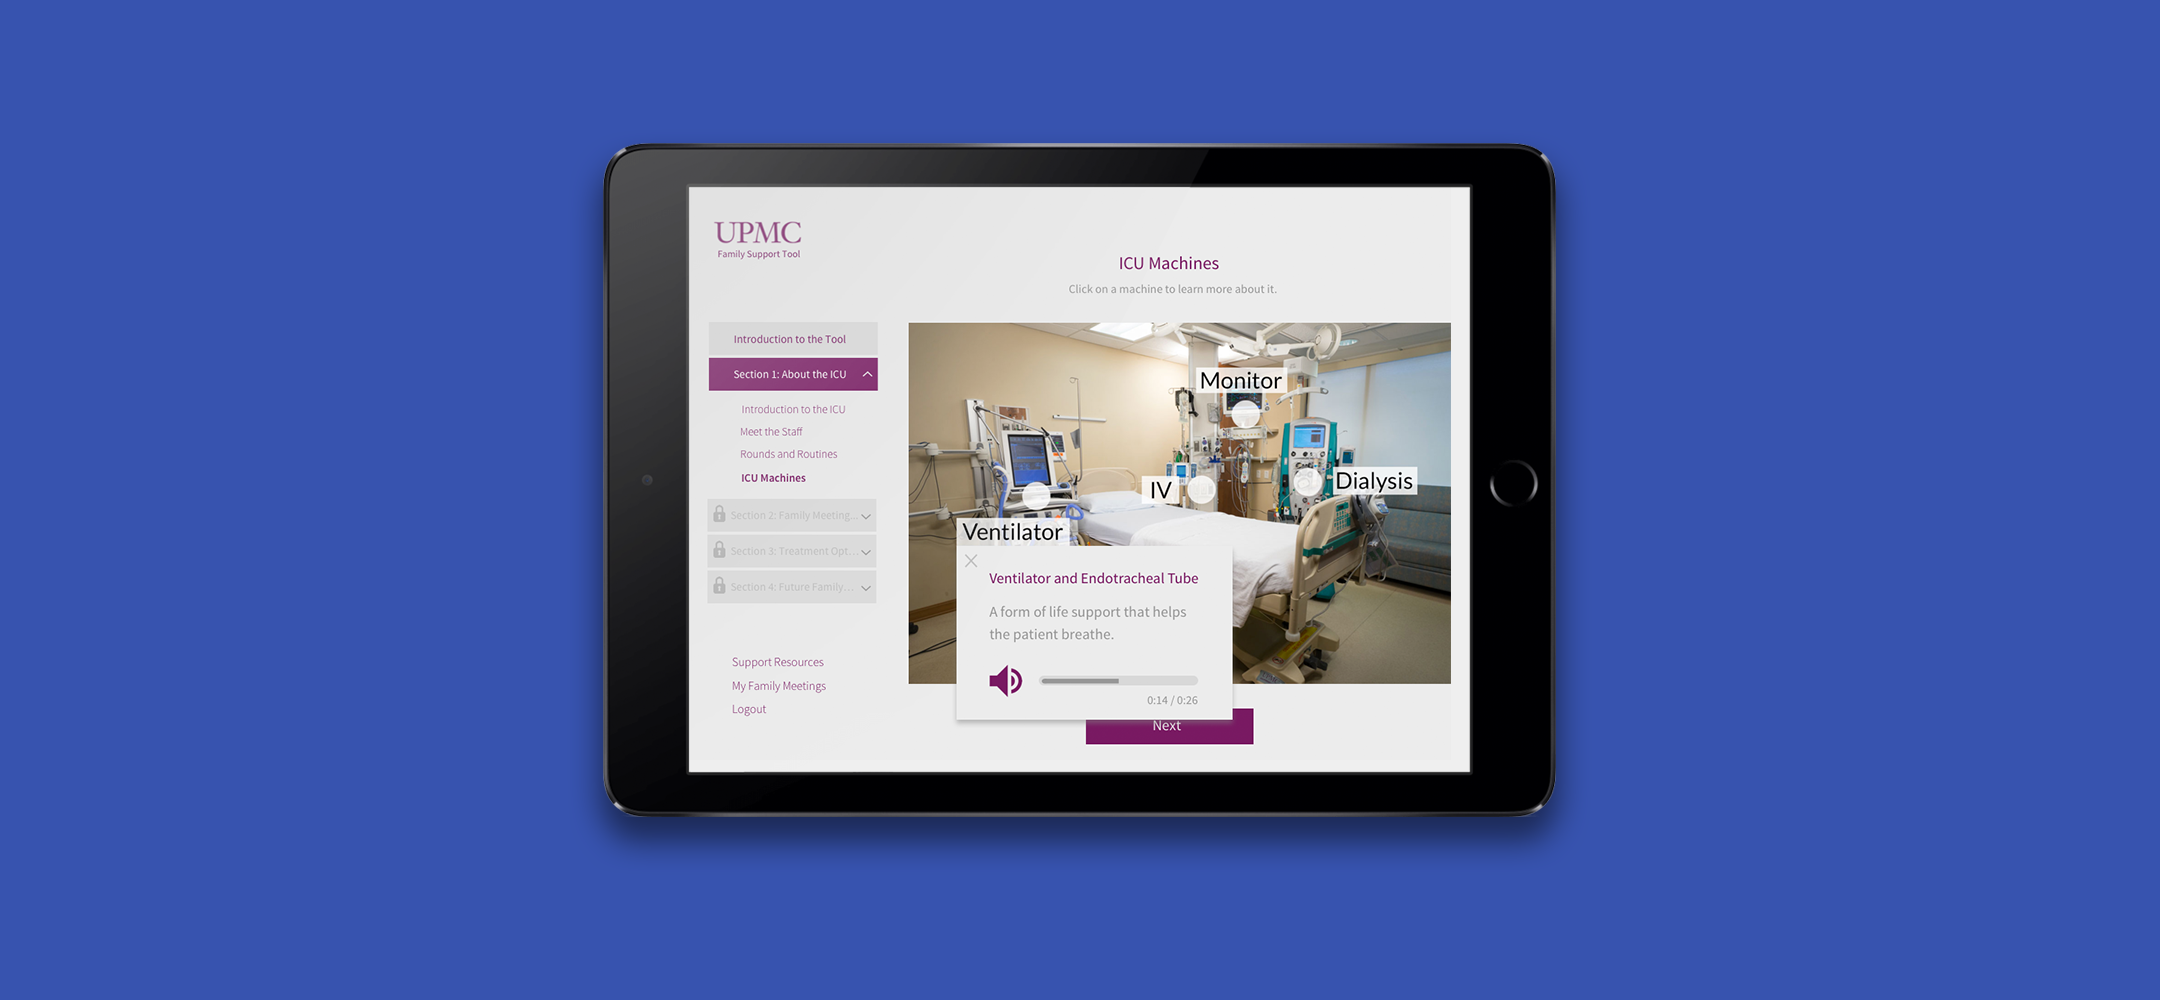 UPMC
Family Support Tool
ICU Machines
Click on a machine to learn more about it.
Introduction to the Tool
Section 1: About the ICU
Introduction to the ICU
Meet the Staff
Rounds and Routines
ICU Machines
Section 2: Family Meeting...
Section 3: Treatment Opt...
Section 4: Future Family...
Support Resources
My Family Meetings
Logout
Monitor
IV
Dialysis
Ventilator
Ventilator and Endotracheal Tube
A form of life support that helps
the patient breathe.
0:14 / 0:26
Next